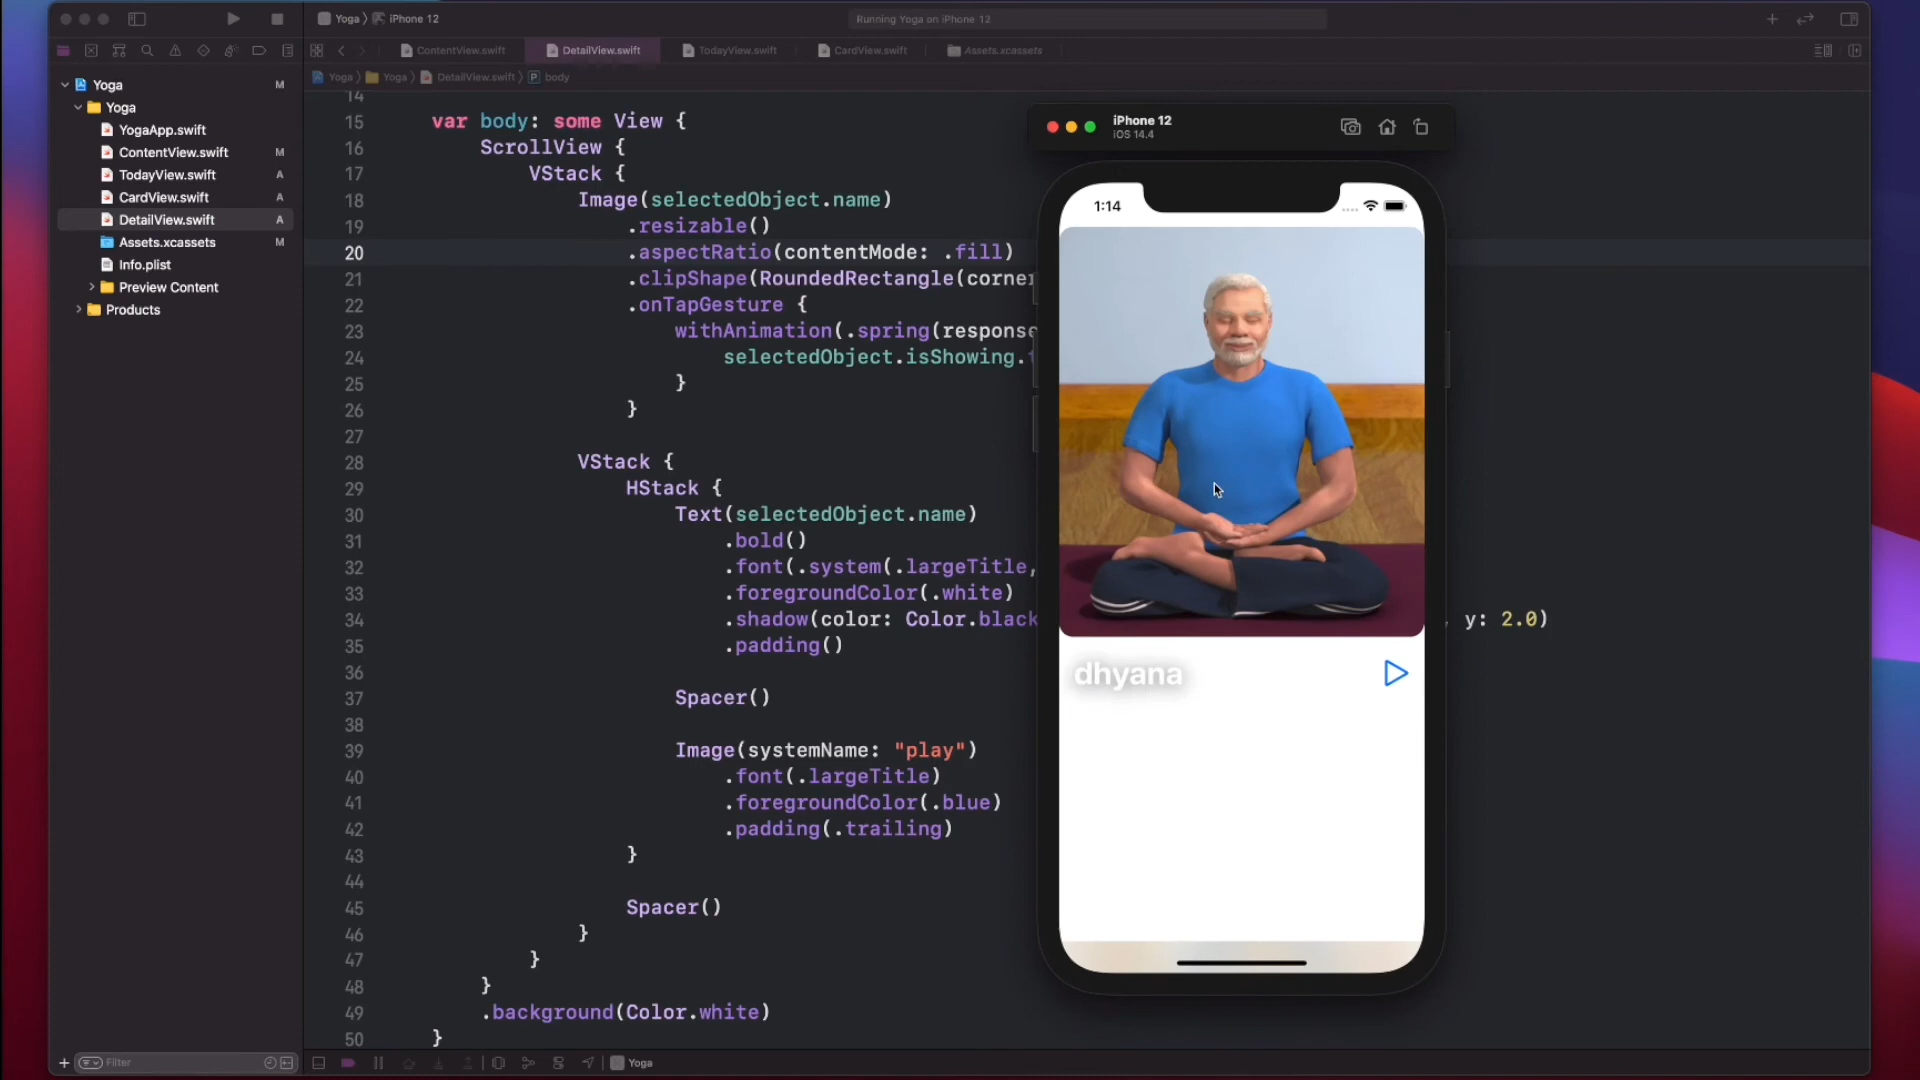 Yoga
iPhone 12
Running Yoga on iPhone 12
ContentView.swift
DetailView.swift
TodayView.swift
CardView.swift
Assets.xcassets
Yoga
Yoga
DetailView.swift
P
body
Yoga
M
Yoga
YogaApp.swift
ContentView.swift
M
TodayView.swift
A
CardView.swift
A
DetailView.swift
A
Assets.xcassets
M
Info.plist
Preview Content
Products
Filter
14
15 var body: some View {
16 ScrollView {
17 VStack {
18 Image(selectedObject.name)
19 .resizable()
20 .aspectRatio(contentMode: .fill)
21 .clipShape(RoundedRectangle(corner
22 .onTapGesture {
23 withAnimation(.spring(response
24 selectedObject.isShowing.
25 }
26 }
27
28 VStack {
29 HStack {
30 Text(selectedObject.name)
31 .bold()
32 .font(.system(.largeTitle,
33 .foregroundColor(.white)
34 .shadow(color: Color.black , y: 2.0)
35 .padding()
36
37 Spacer()
38
39 Image(systemName: "play")
40 .font(.largeTitle)
41 .foregroundColor(.blue)
42 .padding(.trailing)
43 }
44
45 Spacer()
46 }
47 }
48 }
49 .background(Color.white)
50 }
Yoga
iPhone 12
iOS 14.4
1:14
dhyana